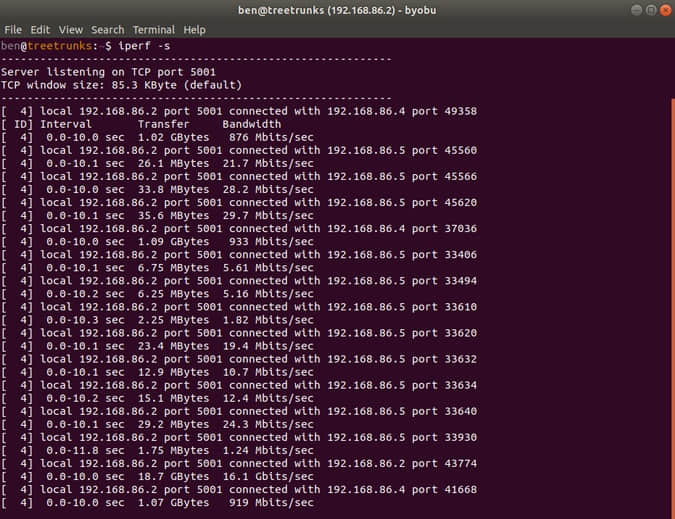 ben@treetrunks (192.168.86.2) - byobu
File Edit View Search Terminal Help
ben@treetrunks:~$ iperf -s
------------------------------------------------------------
Server listening on TCP port 5001
TCP window size: 85.3 KByte (default)
------------------------------------------------------------
[  4] local 192.168.86.2 port 5001 connected with 192.168.86.4 port 49358
[ ID] Interval       Transfer     Bandwidth
[  4]  0.0-10.0 sec  1.02 GBytes   876 Mbits/sec
[  4] local 192.168.86.2 port 5001 connected with 192.168.86.5 port 45560
[  4]  0.0-10.1 sec  26.1 MBytes  21.7 Mbits/sec
[  4] local 192.168.86.2 port 5001 connected with 192.168.86.5 port 45566
[  4]  0.0-10.0 sec  33.8 MBytes  28.2 Mbits/sec
[  4] local 192.168.86.2 port 5001 connected with 192.168.86.5 port 45620
[  4]  0.0-10.1 sec  35.6 MBytes  29.7 Mbits/sec
[  4] local 192.168.86.2 port 5001 connected with 192.168.86.4 port 37036
[  4]  0.0-10.0 sec  1.09 GBytes   933 Mbits/sec
[  4] local 192.168.86.2 port 5001 connected with 192.168.86.5 port 33406
[  4]  0.0-10.1 sec  6.75 MBytes  5.61 Mbits/sec
[  4] local 192.168.86.2 port 5001 connected with 192.168.86.5 port 33494
[  4]  0.0-10.2 sec  6.25 MBytes  5.16 Mbits/sec
[  4] local 192.168.86.2 port 5001 connected with 192.168.86.5 port 33610
[  4]  0.0-10.3 sec  2.25 MBytes  1.82 Mbits/sec
[  4] local 192.168.86.2 port 5001 connected with 192.168.86.5 port 33620
[  4]  0.0-10.1 sec  23.4 MBytes  19.4 Mbits/sec
[  4] local 192.168.86.2 port 5001 connected with 192.168.86.5 port 33632
[  4]  0.0-10.1 sec  12.9 MBytes  10.7 Mbits/sec
[  4] local 192.168.86.2 port 5001 connected with 192.168.86.5 port 33634
[  4]  0.0-10.2 sec  15.1 MBytes  12.4 Mbits/sec
[  4] local 192.168.86.2 port 5001 connected with 192.168.86.5 port 33640
[  4]  0.0-10.1 sec  29.2 MBytes  24.3 Mbits/sec
[  4] local 192.168.86.2 port 5001 connected with 192.168.86.5 port 33930
[  4]  0.0-11.8 sec  1.75 MBytes  1.24 Mbits/sec
[  4] local 192.168.86.2 port 5001 connected with 192.168.86.2 port 43774
[  4]  0.0-10.0 sec  18.7 GBytes  16.1 Gbits/sec
[  4] local 192.168.86.2 port 5001 connected with 192.168.86.4 port 41668
[  4]  0.0-10.0 sec  1.07 GBytes   919 Mbits/sec